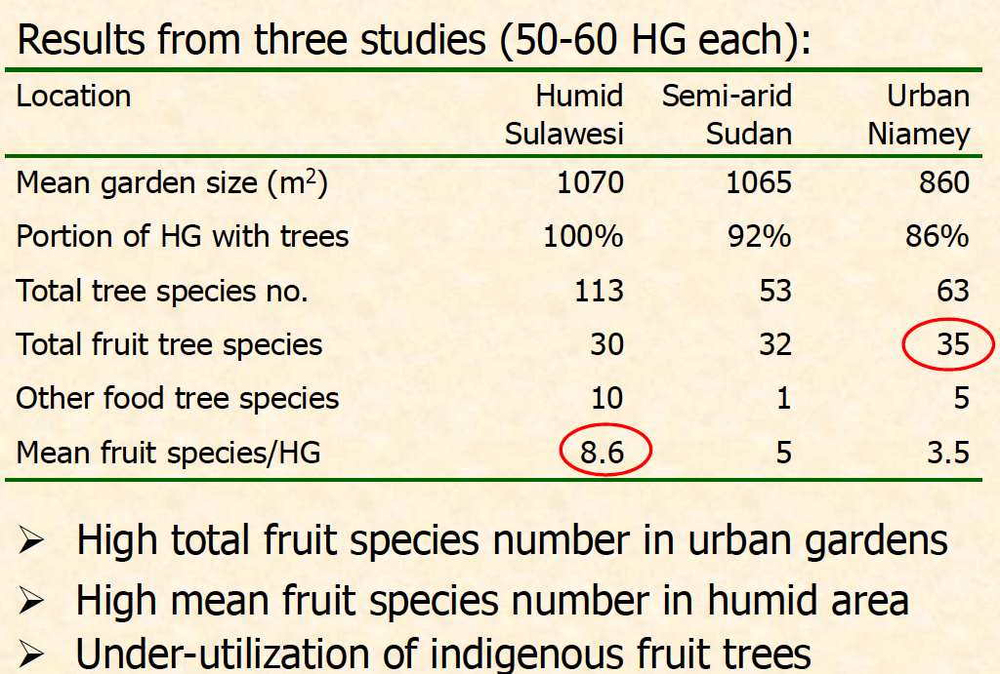 Results from three studies (50-60 HG each):
Location Humid Semi-arid Urban
Sulawesi Sudan Niamey
Mean garden size (m²) 1070 1065 860
Portion of HG with trees 100% 92% 86%
Total tree species no. 113 53 63
Total fruit tree species 30 32 35
Other food tree species 10 1 5
Mean fruit species/HG 8.6 5 3.5
➢ High total fruit species number in urban gardens
➢ High mean fruit species number in humid area
➢ Under-utilization of indigenous fruit trees